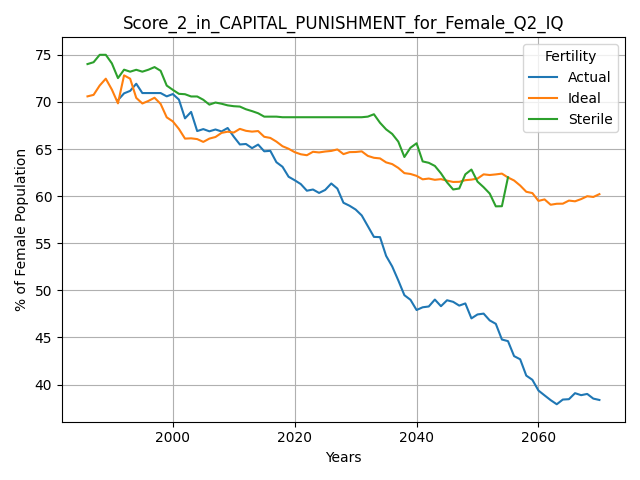 Score_2_in_CAPITAL_PUNISHMENT_for_Female_Q2_IQ
Fertility
Actual
Ideal
Sterile
% of Female Population
75
70
65
60
55
50
45
40
2000
2020
2040
2060
Years